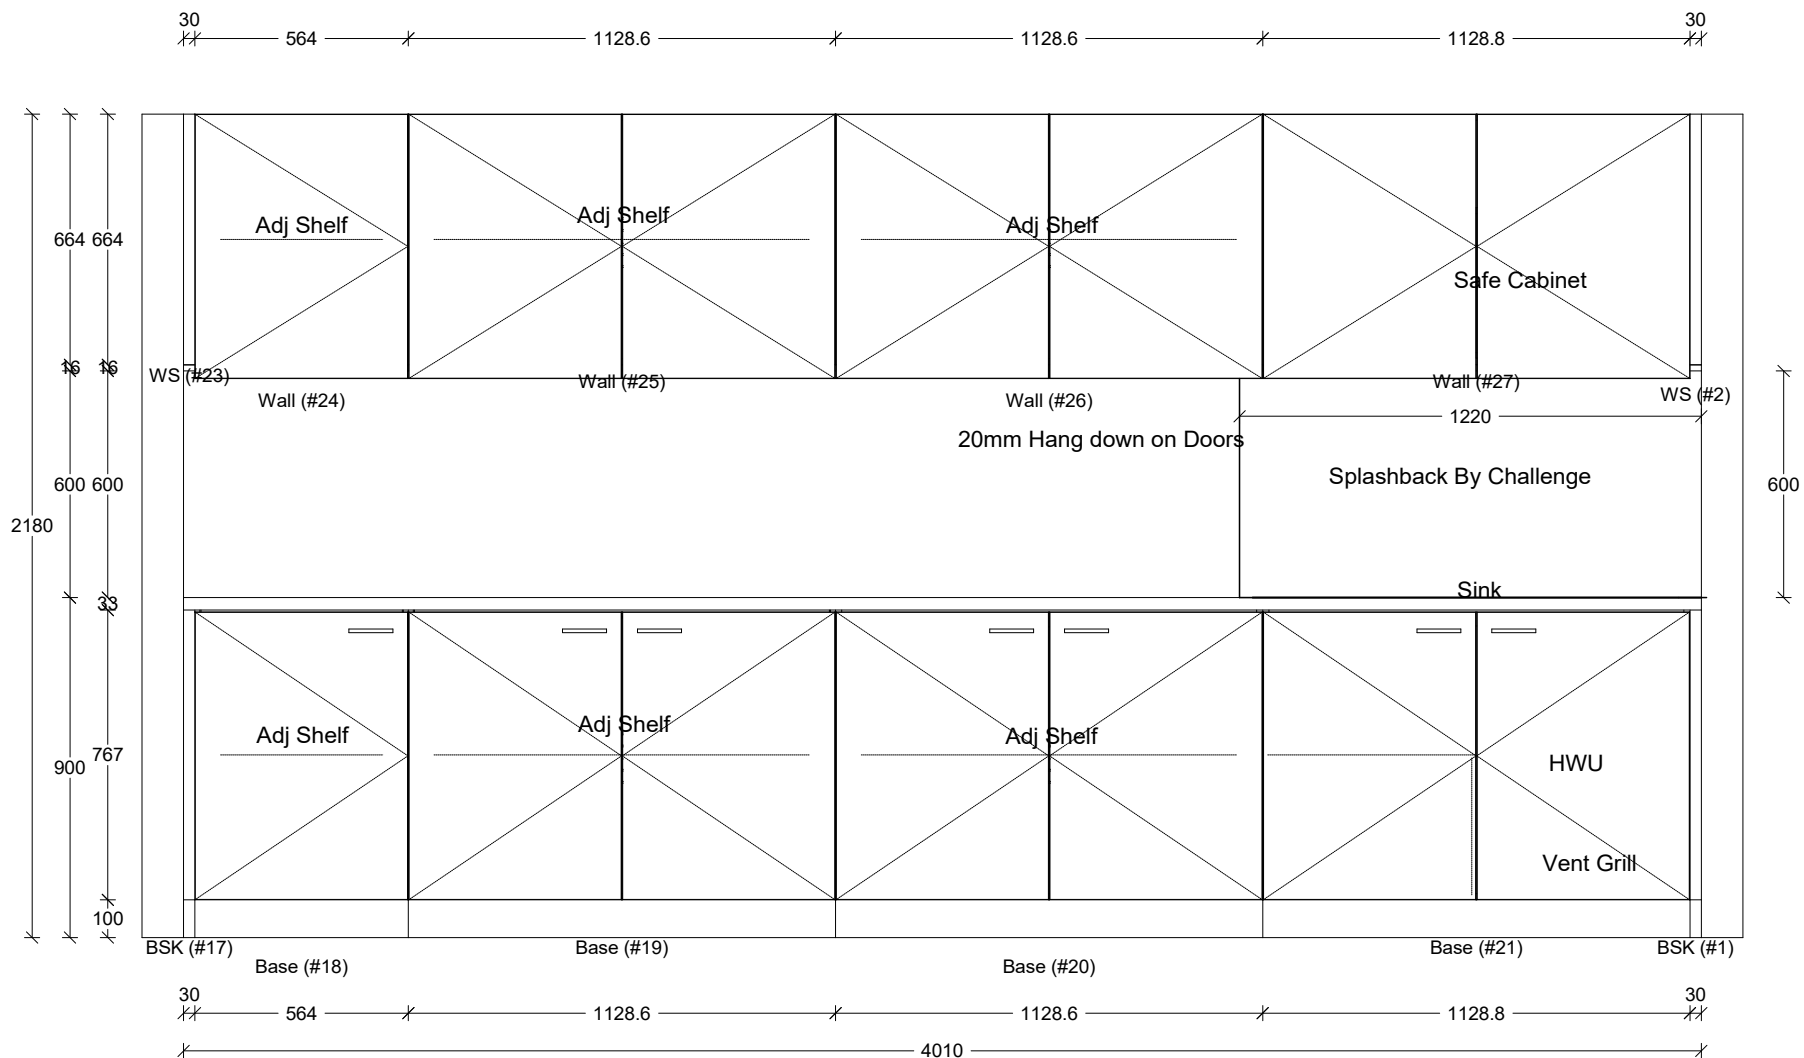 30
30
564
1128.6
1128.6
1128.8
Adj Shelf
Adj Shelf
Adj Shelf
664 664
Safe Cabinet
16 16
WS (#23)
Wall (#25)
Wall (#27)
WS (#2)
Wall (#24)
Wall (#26)
1220
20mm Hang down on Doors
Splashback By Challenge
600 600
600
2180
Sink
33
Adj Shelf
Adj Shelf
Adj Shelf
767
900
HWU
Vent Grill
100
BSK (#17)
Base (#19)
Base (#21)
BSK (#1)
Base (#18)
Base (#20)
30
30
564
1128.6
1128.6
1128.8
4010